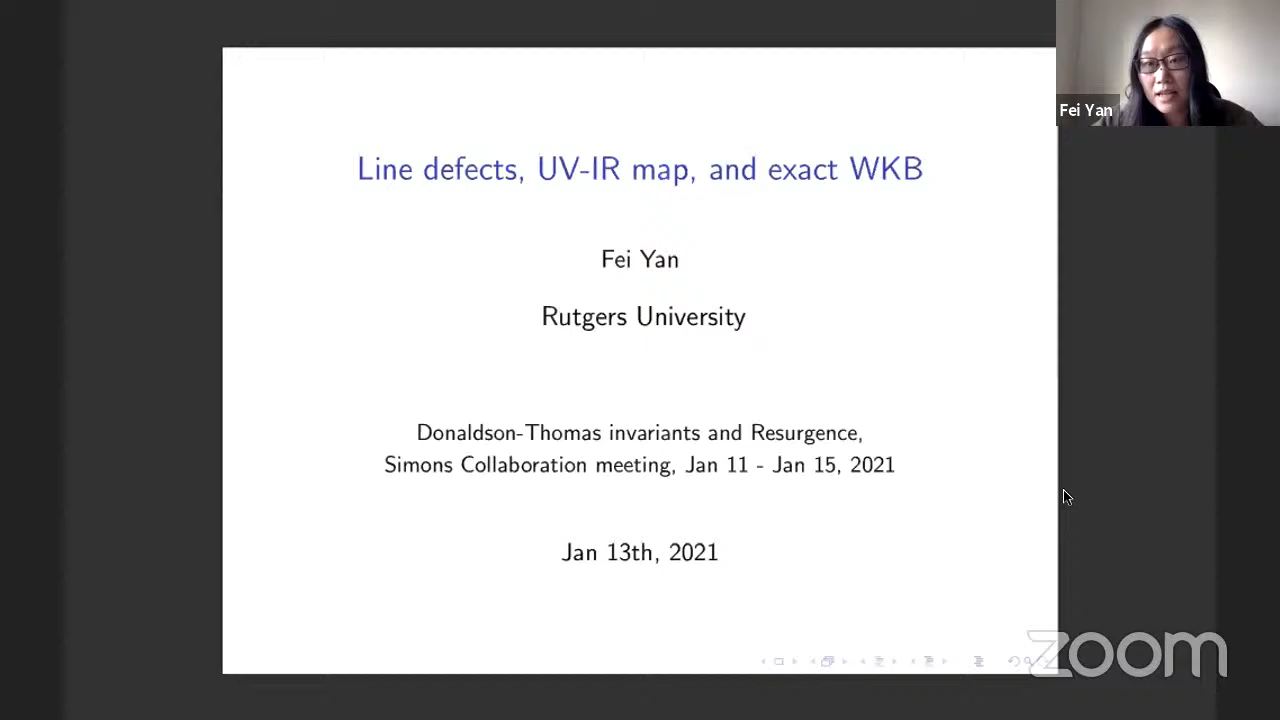 Fei Yan
Line defects, UV-IR map, and exact WKB
Fei Yan
Rutgers University
Donaldson-Thomas invariants and Resurgence,
Simons Collaboration meeting, Jan 11 - Jan 15, 2021
Jan 13th, 2021
zoom